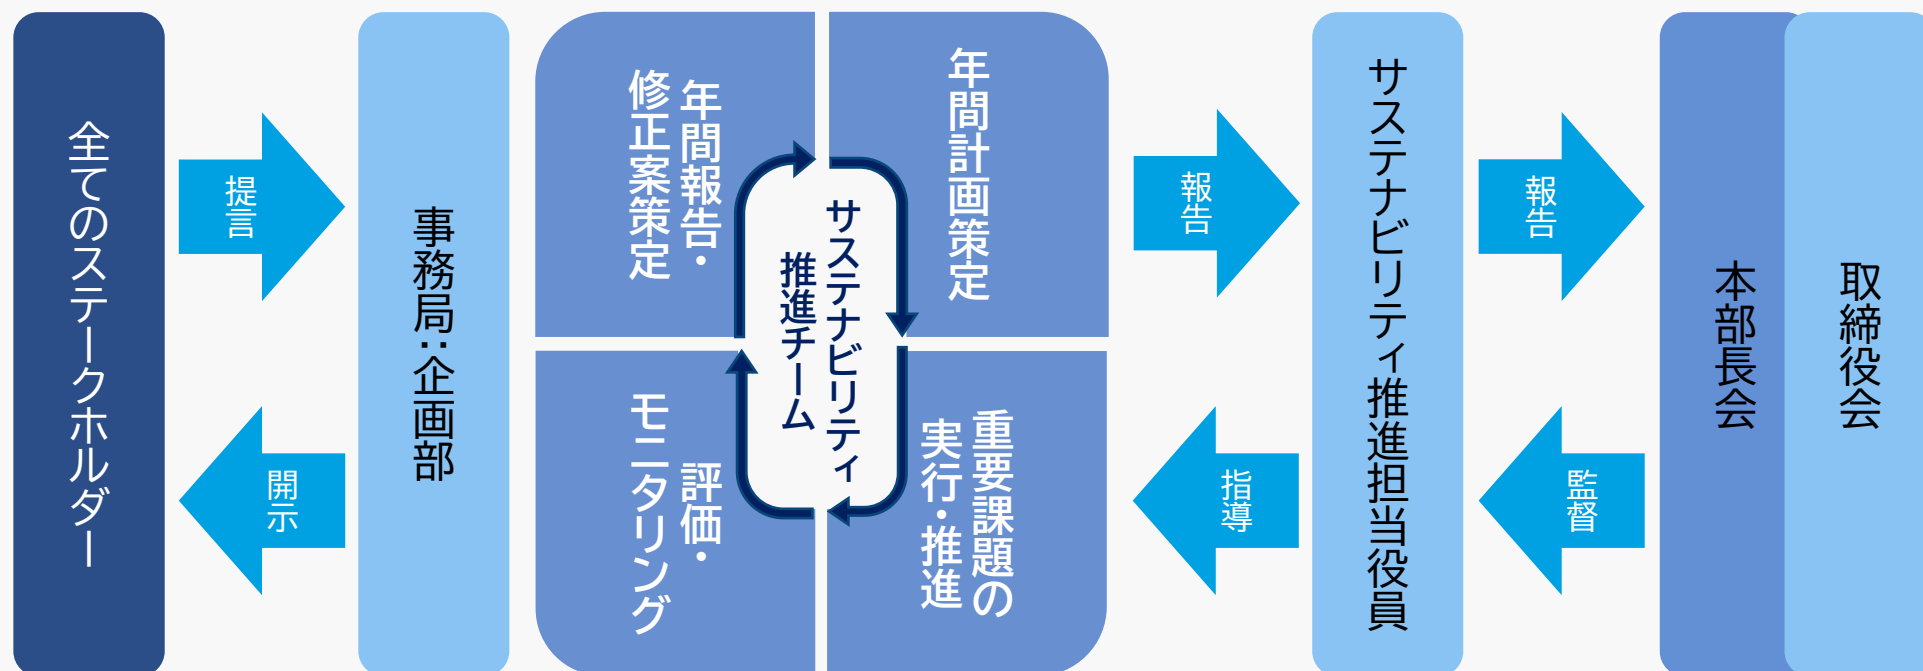 全てのステークホルダー
提言
開示
事務局:企画部
年間報告・
修正案策定
年間計画策定
サステナビリティ
推進チーム
評価・
モニタリング
重要課題の
実行・推進
報告
指導
サステナビリティ推進担当役員
報告
監督
本部長会
取締役会